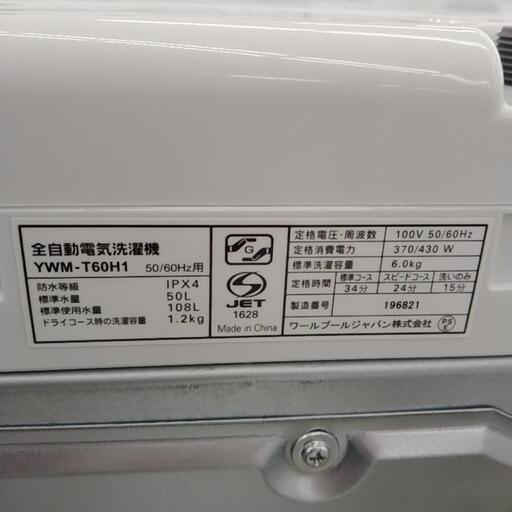 全自動電気洗濯機
YWM-T60H1 50/60Hz用
防水等級 IPX4
標準水量 50L
標準使用水量 108L
ドライコース時の洗濯容量 1.2kg
G
JET
1628
Made in China
定格電圧・周波数 100V 50/60Hz
定格消費電力 370/430 W
標準洗濯容量 6.0kg
定格時間 標準コース スピードコース 洗いのみ
34分 24分 15分
製造番号 196821
ワールプールジャパン株式会社
PS
E